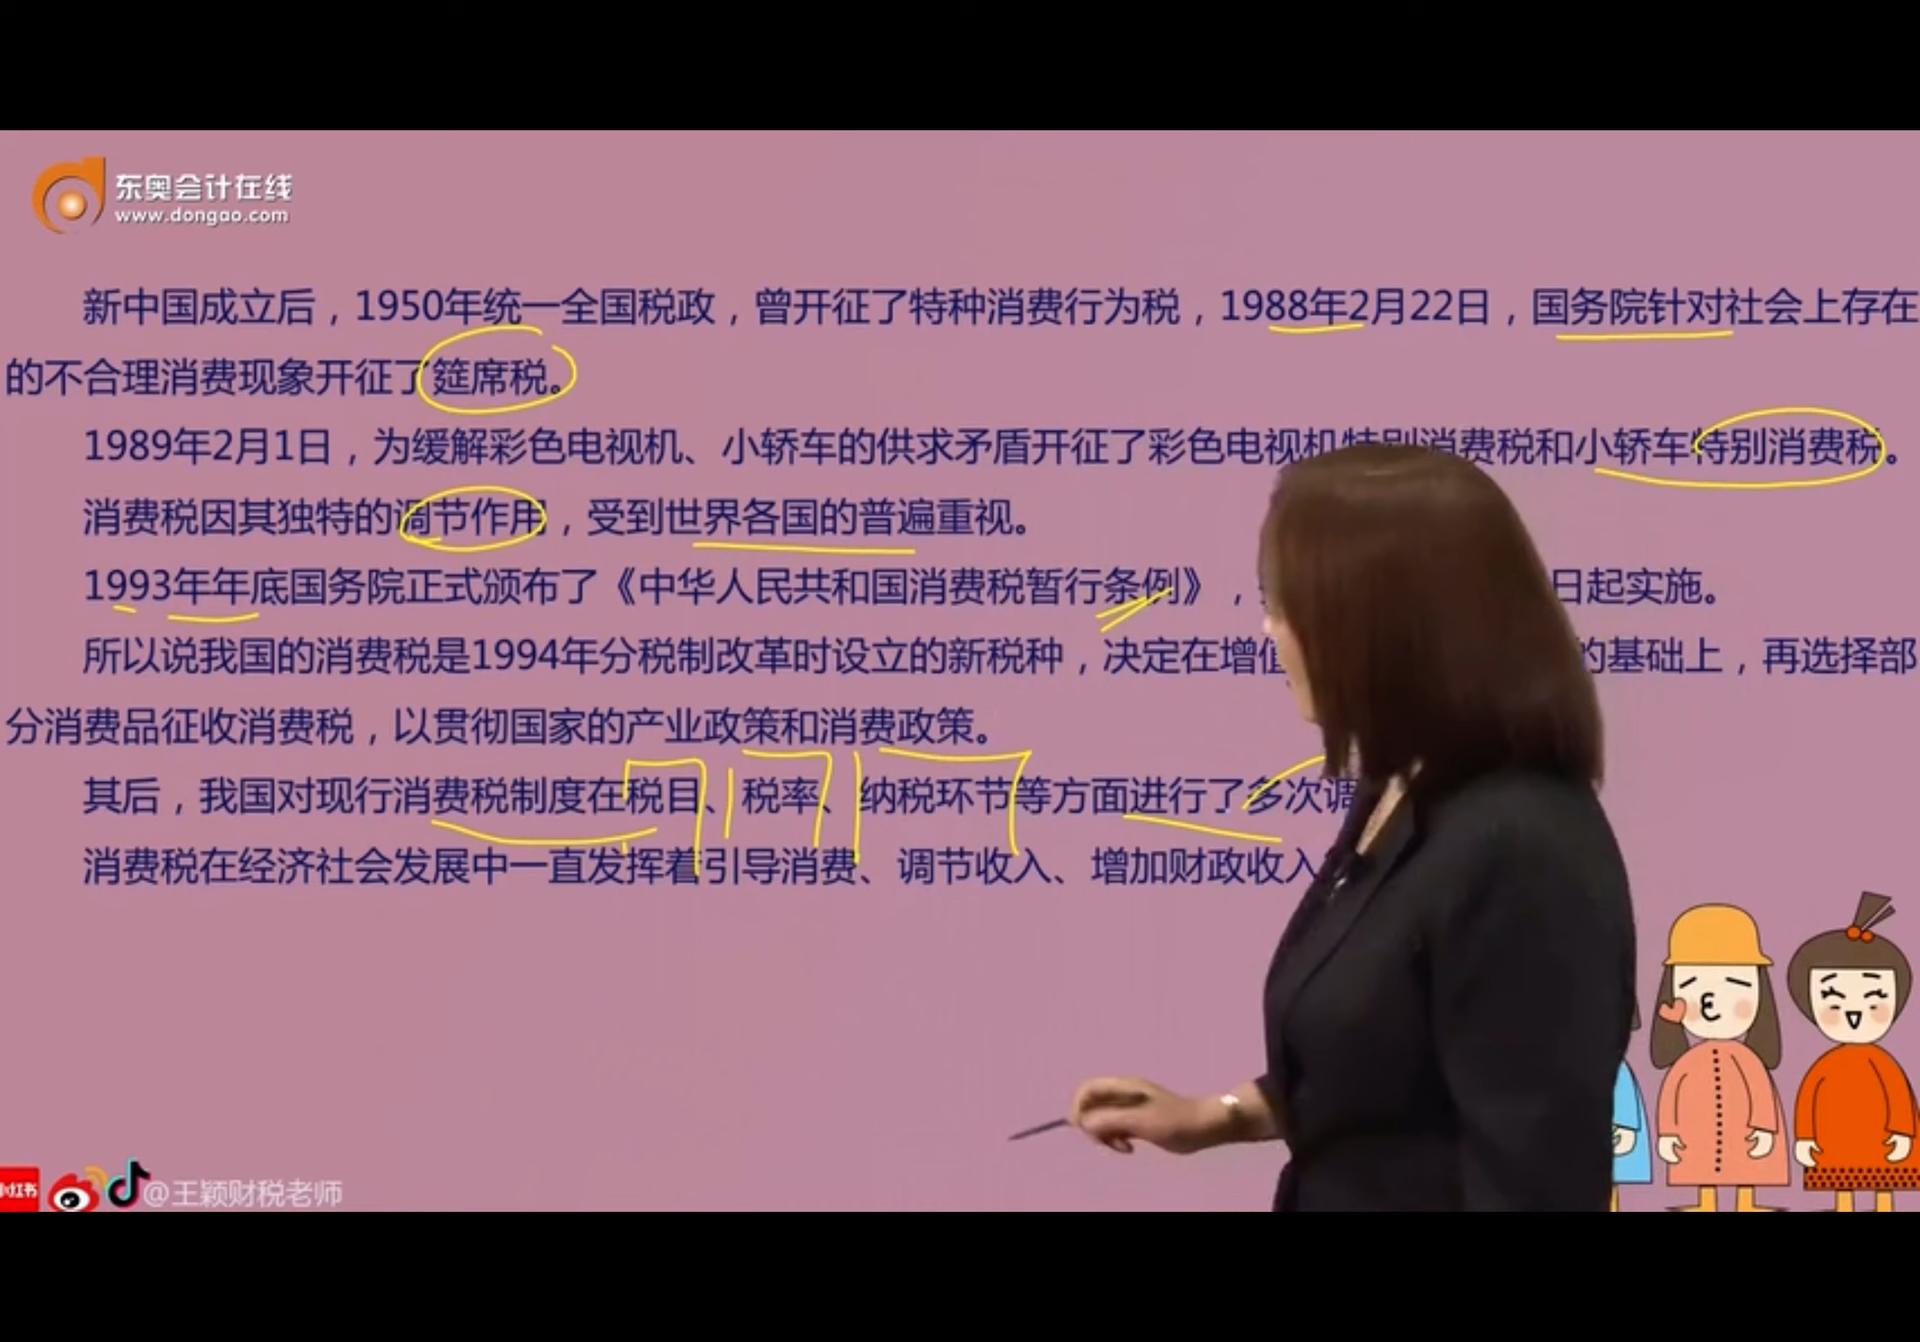 东奥会计在线
www.dongao.com
新中国成立后，1950年统一全国税政，曾开征了特种消费行为税，1988年2月22日，国务院针对社会上存在
的不合理消费现象开征了筵席税。
1989年2月1日，为缓解彩色电视机、小轿车的供求矛盾开征了彩色电视机特别消费税和小轿车特别消费税。
消费税因其独特的调节作用，受到世界各国的普遍重视。
1993年年底国务院正式颁布了《中华人民共和国消费税暂行条例》，日起实施。
所以说我国的消费税是1994年分税制改革时设立的新税种，决定在增值的基础上，再选择部
分消费品征收消费税，以贯彻国家的产业政策和消费政策。
其后，我国对现行消费税制度在税目、税率、纳税环节等方面进行了多次调
消费税在经济社会发展中一直发挥着引导消费、调节收入、增加财政收入
小红书
@王颖财税老师